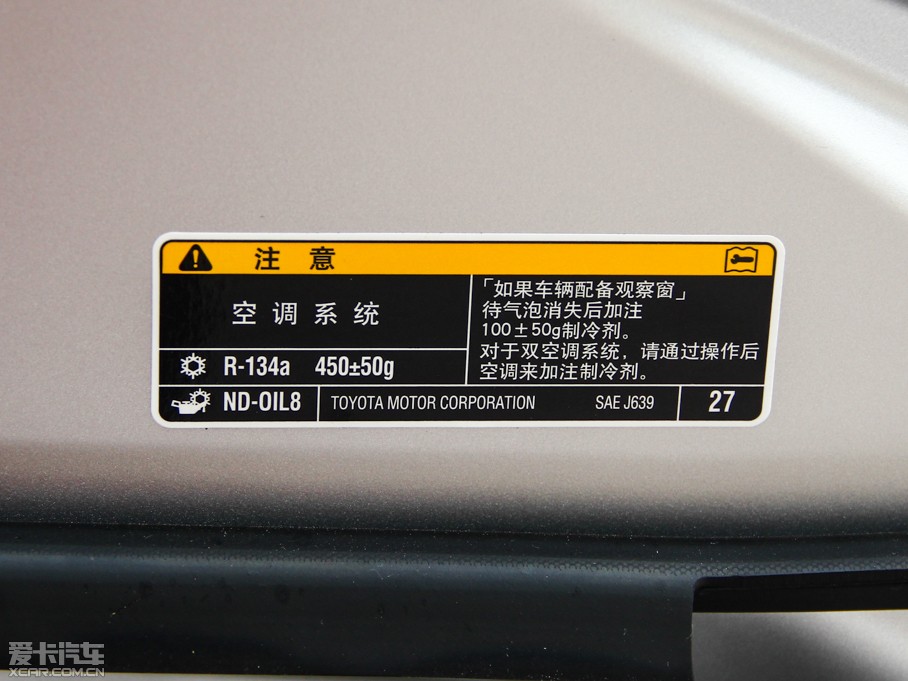 注 意
空 调 系 统
R-134a 450±50g
「如果车辆配备观察窗」
待气泡消失后加注
100±50g制冷剂。
对于双空调系统，请通过操作后
空调来加注制冷剂。
ND-OIL8
TOYOTA MOTOR CORPORATION SAE J639
27
爱卡汽车
XCAR.COM.CN